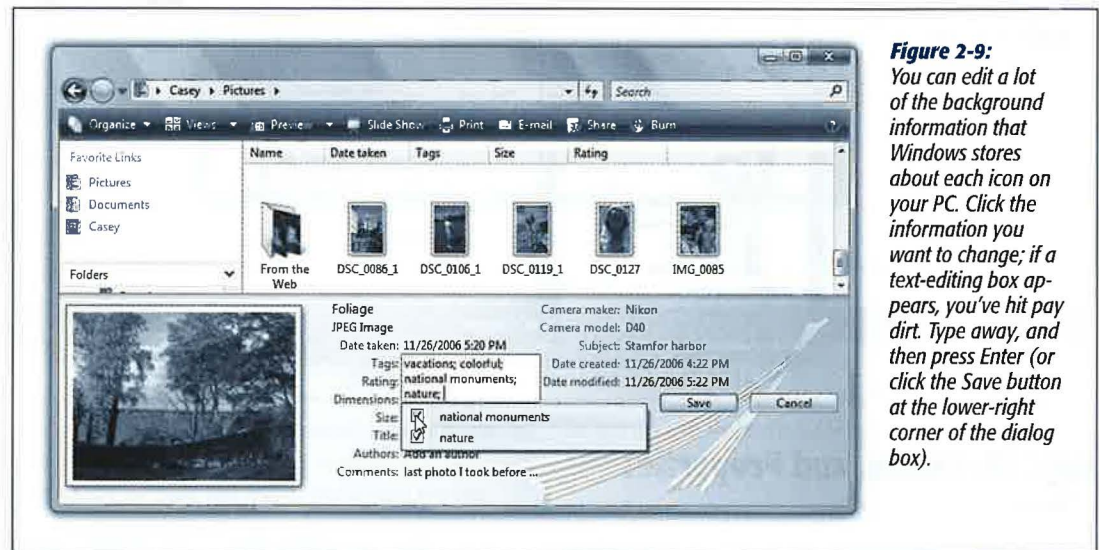 Casey ▸ Pictures ▸
Search
Organize
Views
Preview
Slide Show
Print
E-mail
Share
Burn
Favorite Links
Pictures
Documents
Casey
Folders
Name Date taken Tags Size Rating
From the
Web
DSC_0086_1
DSC_0106_1
DSC_0119_1
DSC_0127
IMG_0085
Foliage
JPEG Image
Date taken: 11/26/2006 5:20 PM
Tags: vacations; colorful;
national monuments;
nature;
Rating:
Dimensions:
Size:
national monuments
Title:
nature
Authors: Add an author
Comments: last photo I took before ...
Camera maker: Nikon
Camera model: D40
Subject: Stamfor harbor
Date created: 11/26/2006 4:22 PM
Date modified: 11/26/2006 5:22 PM
Save
Cancel
Figure 2-9:
You can edit a lot
of the background
information that
Windows stores
about each icon on
your PC. Click the
information you
want to change; if a
text-editing box ap-
pears, you've hit pay
dirt. Type away, and
then press Enter (or
click the Save button
at the lower-right
corner of the dialog
box).